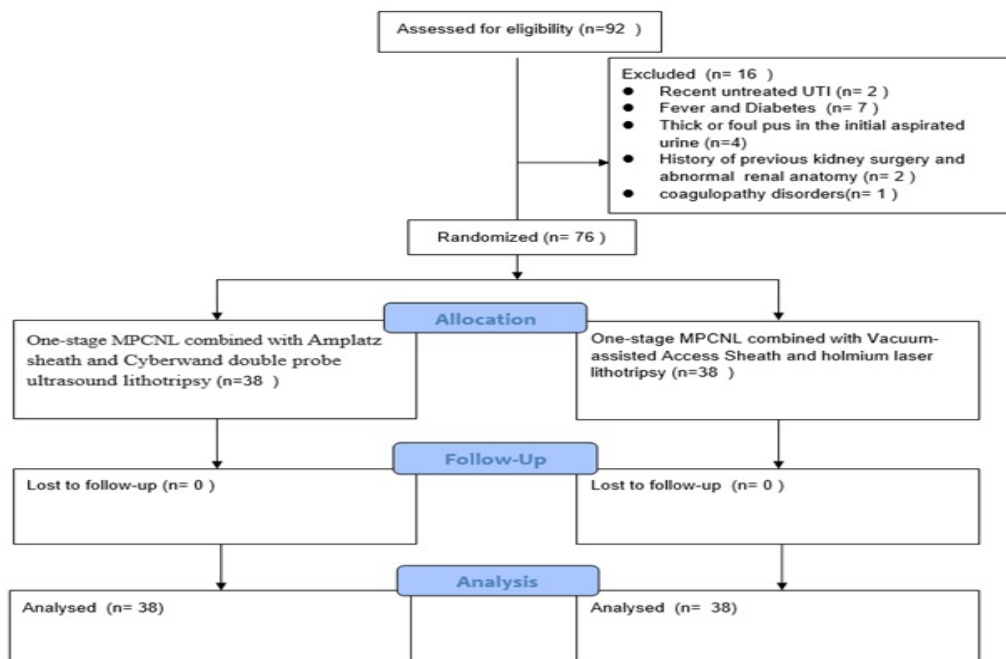 Assessed for eligibility (n=92 )
Excluded (n= 16 )
● Recent untreated UTI (n= 2 )
● Fever and Diabetes (n= 7 )
● Thick or foul pus in the initial aspirated
urine (n=4)
● History of previous kidney surgery and
abnormal renal anatomy (n= 2 )
● coagulopathy disorders(n= 1 )
Randomized (n= 76 )
Allocation
One-stage MPCNL combined with Amplatz
sheath and Cyberwand double probe
ultrasound lithotripsy (n=38 )
One-stage MPCNL combined with Vacuum-
assisted Access Sheath and holmium laser
lithotripsy (n=38 )
Follow-Up
Lost to follow-up (n= 0 )
Lost to follow-up (n= 0 )
Analysis
Analysed (n= 38)
Analysed (n= 38)